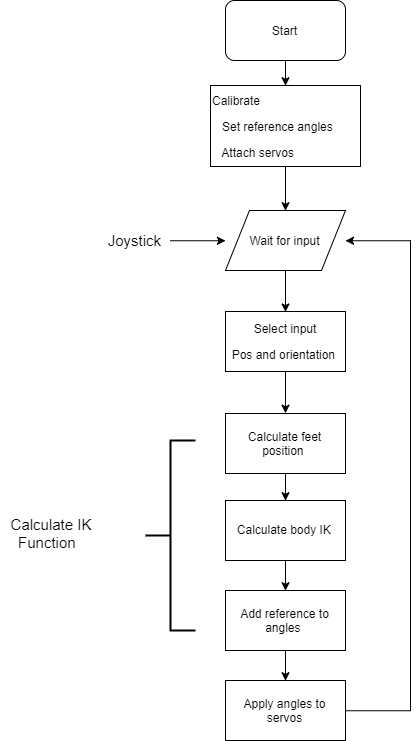 Start
Calibrate
Set reference angles
Attach servos
Joystick
Wait for input
Select input
Pos and orientation
Calculate feet
position
Calculate IK
Function
Calculate body IK
Add reference to
angles
Apply angles to
servos